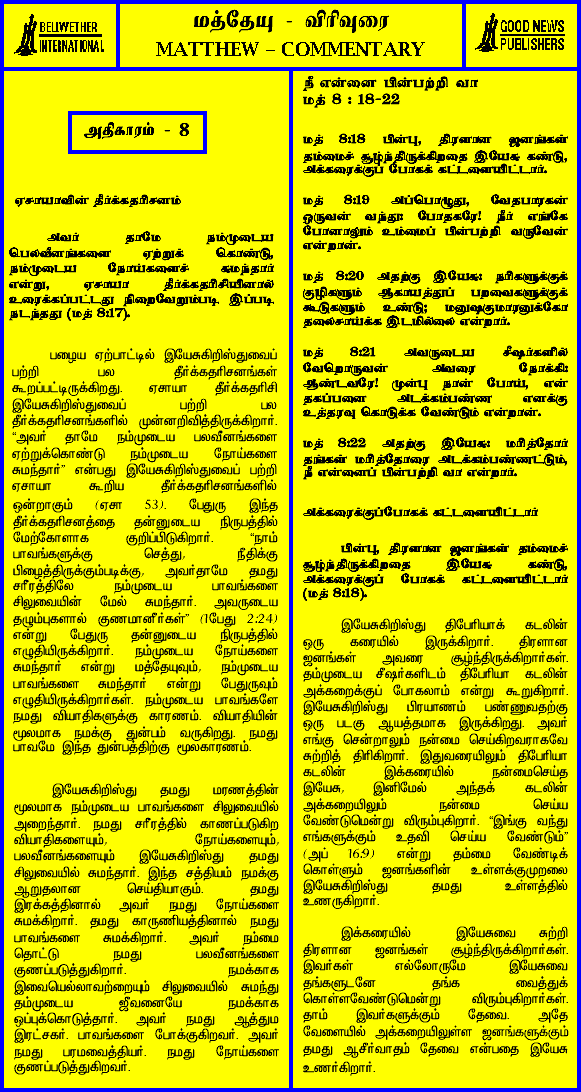 BELLWETHER
INTERNATIONAL
மத்தேயு - விரிவுரை
MATTHEW – COMMENTARY
GOOD NEWS
PUBLISHERS
அதிகாரம் - 8
ஏசாயாவின் தீர்க்கதரிசனம்
அவர் தாமே நம்முடைய
பெலவீனங்களை ஏற்றுக் கொண்டு,
நம்முடைய நோய்களைச் சுமந்தார்
என்று, ஏசாயா தீர்க்கதரிசியினால்
உரைக்கப்பட்டது நிறைவேறும்படி இப்படி
நடந்தது (மத் 8:17).
பழைய ஏற்பாட்டில் இயேசுகிறிஸ்துவைப்
பற்றி பல தீர்க்கதரிசனங்கள்
கூறப்பட்டிருக்கிறது. ஏசாயா தீர்க்கதரிசி
இயேசுகிறிஸ்துவைப் பற்றி பல
தீர்க்கதரிசனங்களில் முன்னறிவித்திருக்கிறார்.
“அவர் தாமே நம்முடைய பலவீனங்களை
ஏற்றுக்கொண்டு நம்முடைய நோய்களை
சுமந்தார்” என்பது இயேசுகிறிஸ்துவைப் பற்றி
ஏசாயா கூறிய தீர்க்கதரிசனங்களில்
ஒன்றாகும் (ஏசா 53). பேதுரு இந்த
தீர்க்கதரிசனத்தை தன்னுடைய நிருபத்தில்
மேற்கோளாக குறிப்பிடுகிறார். “நாம்
பாவங்களுக்கு செத்து, நீதிக்கு
பிழைத்திருக்கும்படிக்கு, அவர்தாமே தமது
சரீரத்திலே நம்முடைய பாவங்களை
சிலுவையின் மேல் சுமந்தார். அவருடைய
தழும்புகளால் குணமானீர்கள்” (1பேது 2:24)
என்று பேதுரு தன்னுடைய நிருபத்தில்
எழுதியிருக்கிறார். நம்முடைய நோய்களை
சுமந்தார் என்று மத்தேயுவும், நம்முடைய
பாவங்களை சுமந்தார் என்று பேதுருவும்
எழுதியிருக்கிறார்கள். நம்முடைய பாவங்களே
நமது வியாதிகளுக்கு காரணம். வியாதியின்
மூலமாக நமக்கு துன்பம் வருகிறது. நமது
பாவமே இந்த துன்பத்திற்கு மூலகாரணம்.
இயேசுகிறிஸ்து தமது மரணத்தின்
மூலமாக நம்முடைய பாவங்களை சிலுவையில்
அறைந்தார். நமது சரீரத்தில் காணப்படுகிற
வியாதிகளையும், நோய்களையும்,
பலவீனங்களையும் இயேசுகிறிஸ்து தமது
சிலுவையில் சுமந்தார். இந்த சத்தியம் நமக்கு
ஆறுதலான செய்தியாகும். தமது
இரக்கத்தினால் அவர் நமது நோய்களை
சுமக்கிறார். தமது காருணியத்தினால் நமது
பாவங்களை சுமக்கிறார். அவர் நம்மை
தொட்டு நமது பலவீனங்களை
குணப்படுத்துகிறார். நமக்காக
இவையெல்லாவற்றையும் சிலுவையில் சுமந்து
தம்முடைய ஜீவனையே நமக்காக
ஒப்புக்கொடுத்தார். அவர் நமது ஆத்தும
இரட்சகர். பாவங்களை போக்குகிறவர். அவர்
நமது பரமவைத்தியர். நமது நோய்களை
குணப்படுத்துகிறவர்.
நீ என்னை பின்பற்றி வா
மத் 8 : 18-22
மத் 8:18 பின்பு, திரளான ஜனங்கள்
தம்மைச் சூழ்ந்திருக்கிறதை இயேசு கண்டு,
அக்கரைக்குப் போகக் கட்டளையிட்டார்.
மத் 8:19 அப்பொழுது, வேதபாரகன்
ஒருவன் வந்து: போதகரே! நீர் எங்கே
போனாலும் உம்மைப் பின்பற்றி வருவேன்
என்றான்.
மத் 8:20 அதற்கு இயேசு: நரிகளுக்குக்
குழிகளும் ஆகாயத்துப் பறவைகளுக்குக்
கூடுகளும் உண்டு; மனுஷகுமாரனுக்கோ
தலைசாய்க்க இடமில்லை என்றார்.
மத் 8:21 அவருடைய சீஷர்களில்
வேறொருவன் அவரை நோக்கி:
ஆண்டவரே! முன்பு நான் போய், என்
தகப்பனை அடக்கம்பண்ண எனக்கு
உத்தரவு கொடுக்க வேண்டும் என்றான்.
மத் 8:22 அதற்கு இயேசு: மரித்தோர்
தங்கள் மரித்தோரை அடக்கம்பண்ணட்டும்,
நீ என்னைப் பின்பற்றி வா என்றார்.
அக்கரைக்குப்போகக் கட்டளையிட்டார்
பின்பு, திரளான ஜனங்கள் தம்மைச்
சூழ்ந்திருக்கிறதை இயேசு கண்டு,
அக்கரைக்குப் போகக் கட்டளையிட்டார்
(மத் 8:18).
இயேசுகிறிஸ்து திபேரியாக் கடலின்
ஒரு கரையில் இருக்கிறார். திரளான
ஜனங்கள் அவரை சூழ்ந்திருக்கிறார்கள்.
தம்முடைய சீஷர்களிடம் திபேரியா கடலின்
அக்கறைக்குப் போகலாம் என்று கூறுகிறார்.
இயேசுகிறிஸ்து பிரயாணம் பண்ணுவதற்கு
ஒரு படகு ஆயத்தமாக இருக்கிறது. அவர்
எங்கு சென்றாலும் நன்மை செய்கிறவராகவே
சுற்றித் திரிகிறார். இதுவரையிலும் திபேரியா
கடலின் இக்கரையில் நன்மைசெய்த
இயேசு, இனிமேல் அந்தக் கடலின்
அக்கறையிலும் நன்மை செய்ய
வேண்டுமென்று விரும்புகிறார். “இங்கு வந்து
எங்களுக்கும் உதவி செய்ய வேண்டும்”
(அப் 16:9) என்று தம்மை வேண்டிக்
கொள்ளும் ஜனங்களின் உள்ளக்குமுறலை
இயேசுகிறிஸ்து தமது உள்ளத்தில்
உணருகிறார்.
இக்கரையில் இயேசுவை சுற்றி
திரளான ஜனங்கள் சூழ்ந்திருக்கிறார்கள்.
இவர்கள் எல்லோருமே இயேசுவை
தங்களுடனே தங்க வைத்துக்
கொள்ளவேண்டுமென்று விரும்புகிறார்கள்.
தாம் இவர்களுக்கும் தேவை. அதே
வேளையில் அக்கறையிலுள்ள ஜனங்களுக்கும்
தமது ஆசீர்வாதம் தேவை என்பதை இயேசு
உணர்கிறார்.